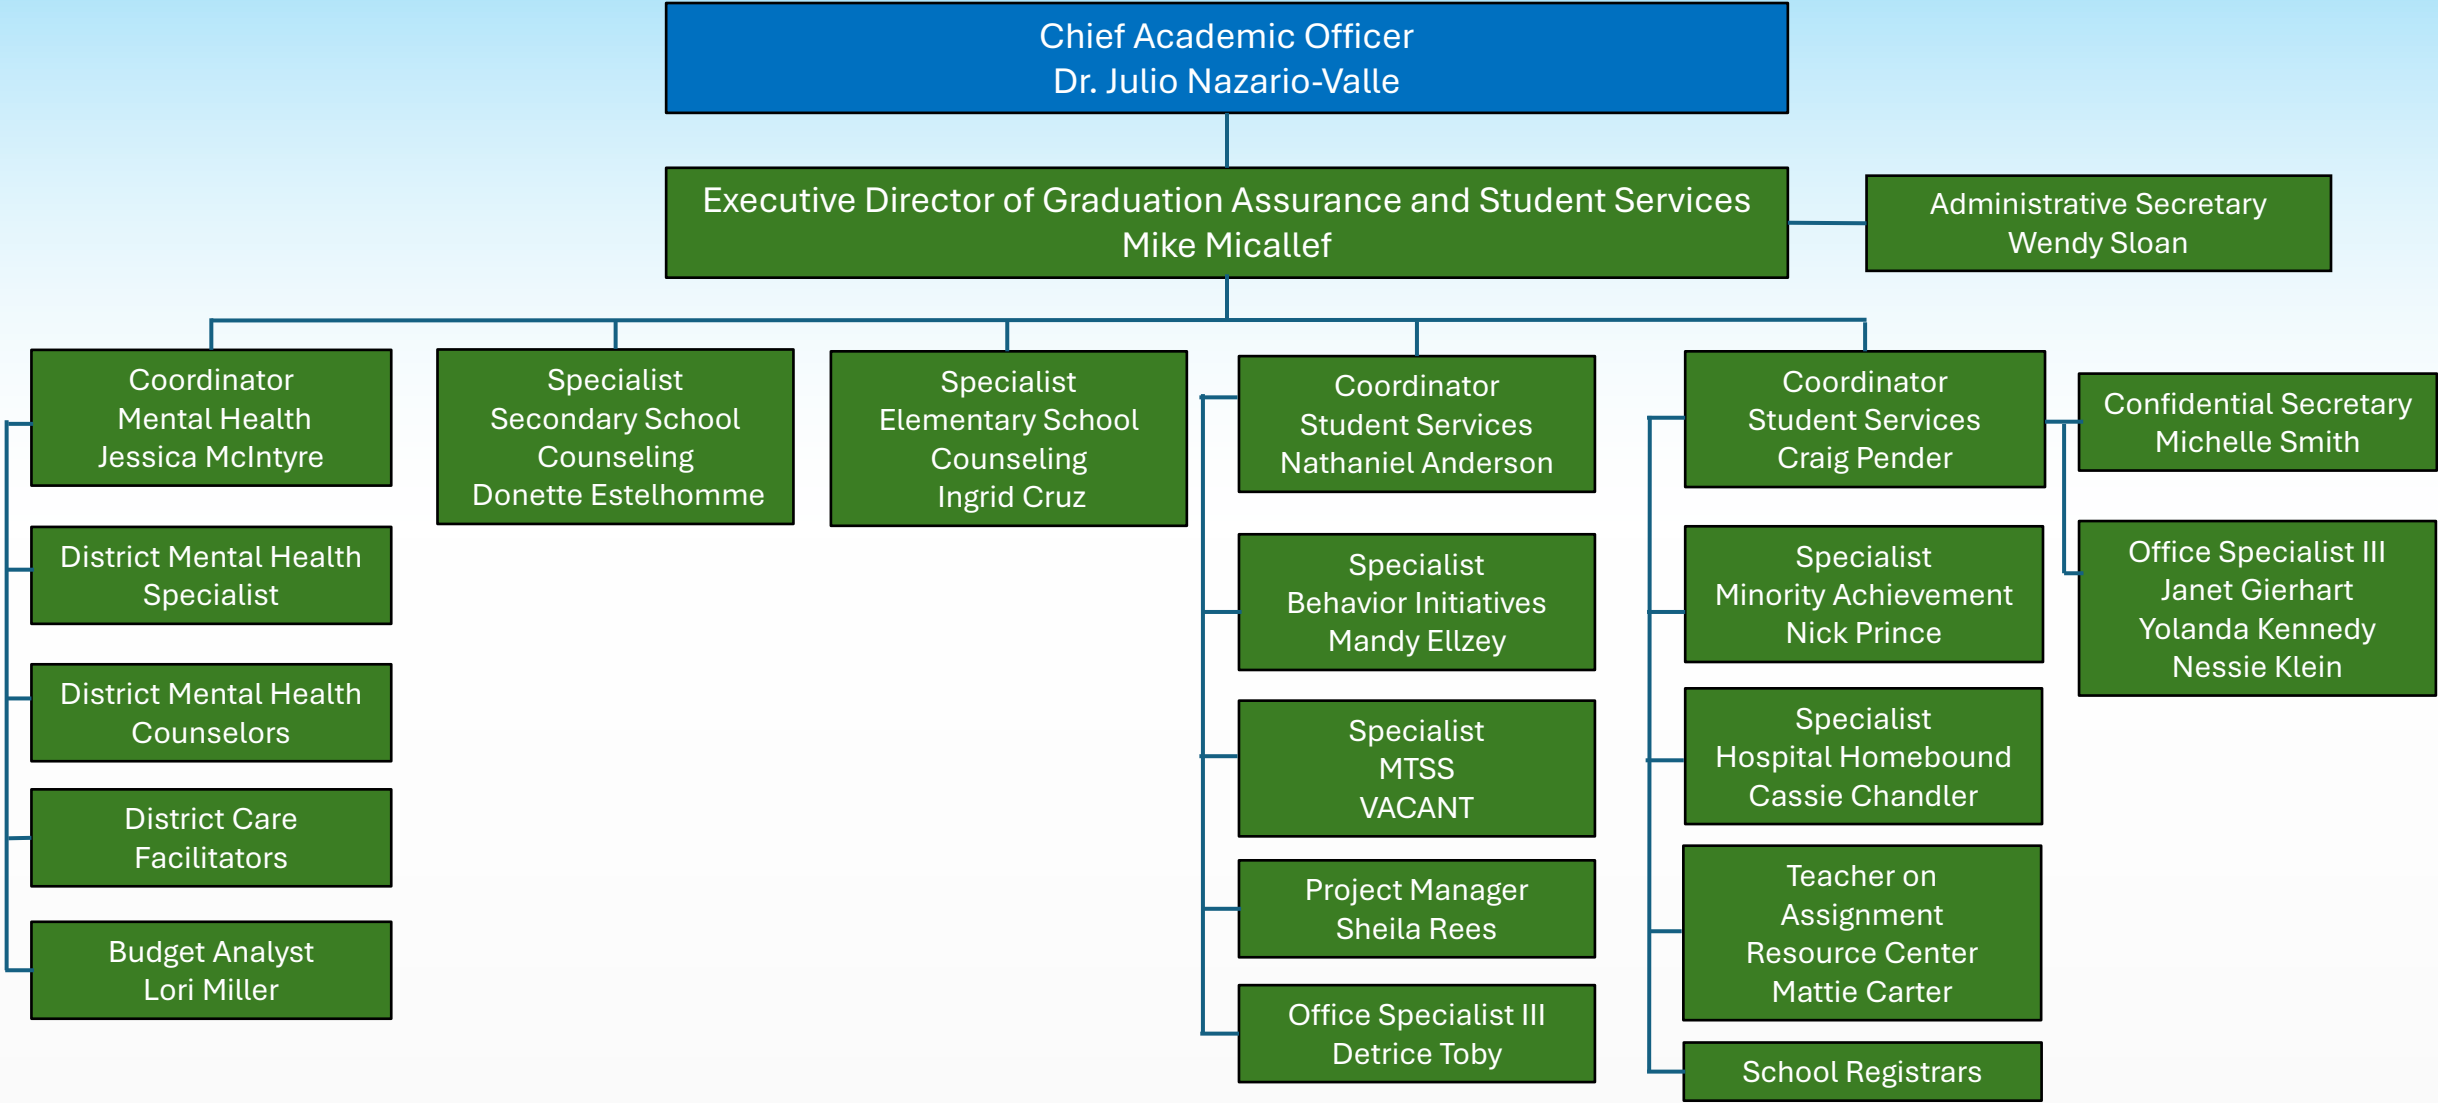 Chief Academic Officer
Dr. Julio Nazario-Valle
Executive Director of Graduation Assurance and Student Services
Mike Micallef
Administrative Secretary
Wendy Sloan
Coordinator
Mental Health
Jessica McIntyre
District Mental Health
Specialist
District Mental Health
Counselors
District Care
Facilitators
Budget Analyst
Lori Miller
Specialist
Secondary School
Counseling
Donette Estelhomme
Specialist
Elementary School
Counseling
Ingrid Cruz
Coordinator
Student Services
Nathaniel Anderson
Specialist
Behavior Initiatives
Mandy Ellzey
Specialist
MTSS
VACANT
Project Manager
Sheila Rees
Office Specialist III
Detrice Toby
Coordinator
Student Services
Craig Pender
Specialist
Minority Achievement
Nick Prince
Specialist
Hospital Homebound
Cassie Chandler
Teacher on
Assignment
Resource Center
Mattie Carter
School Registrars
Confidential Secretary
Michelle Smith
Office Specialist III
Janet Gierhart
Yolanda Kennedy
Nessie Klein